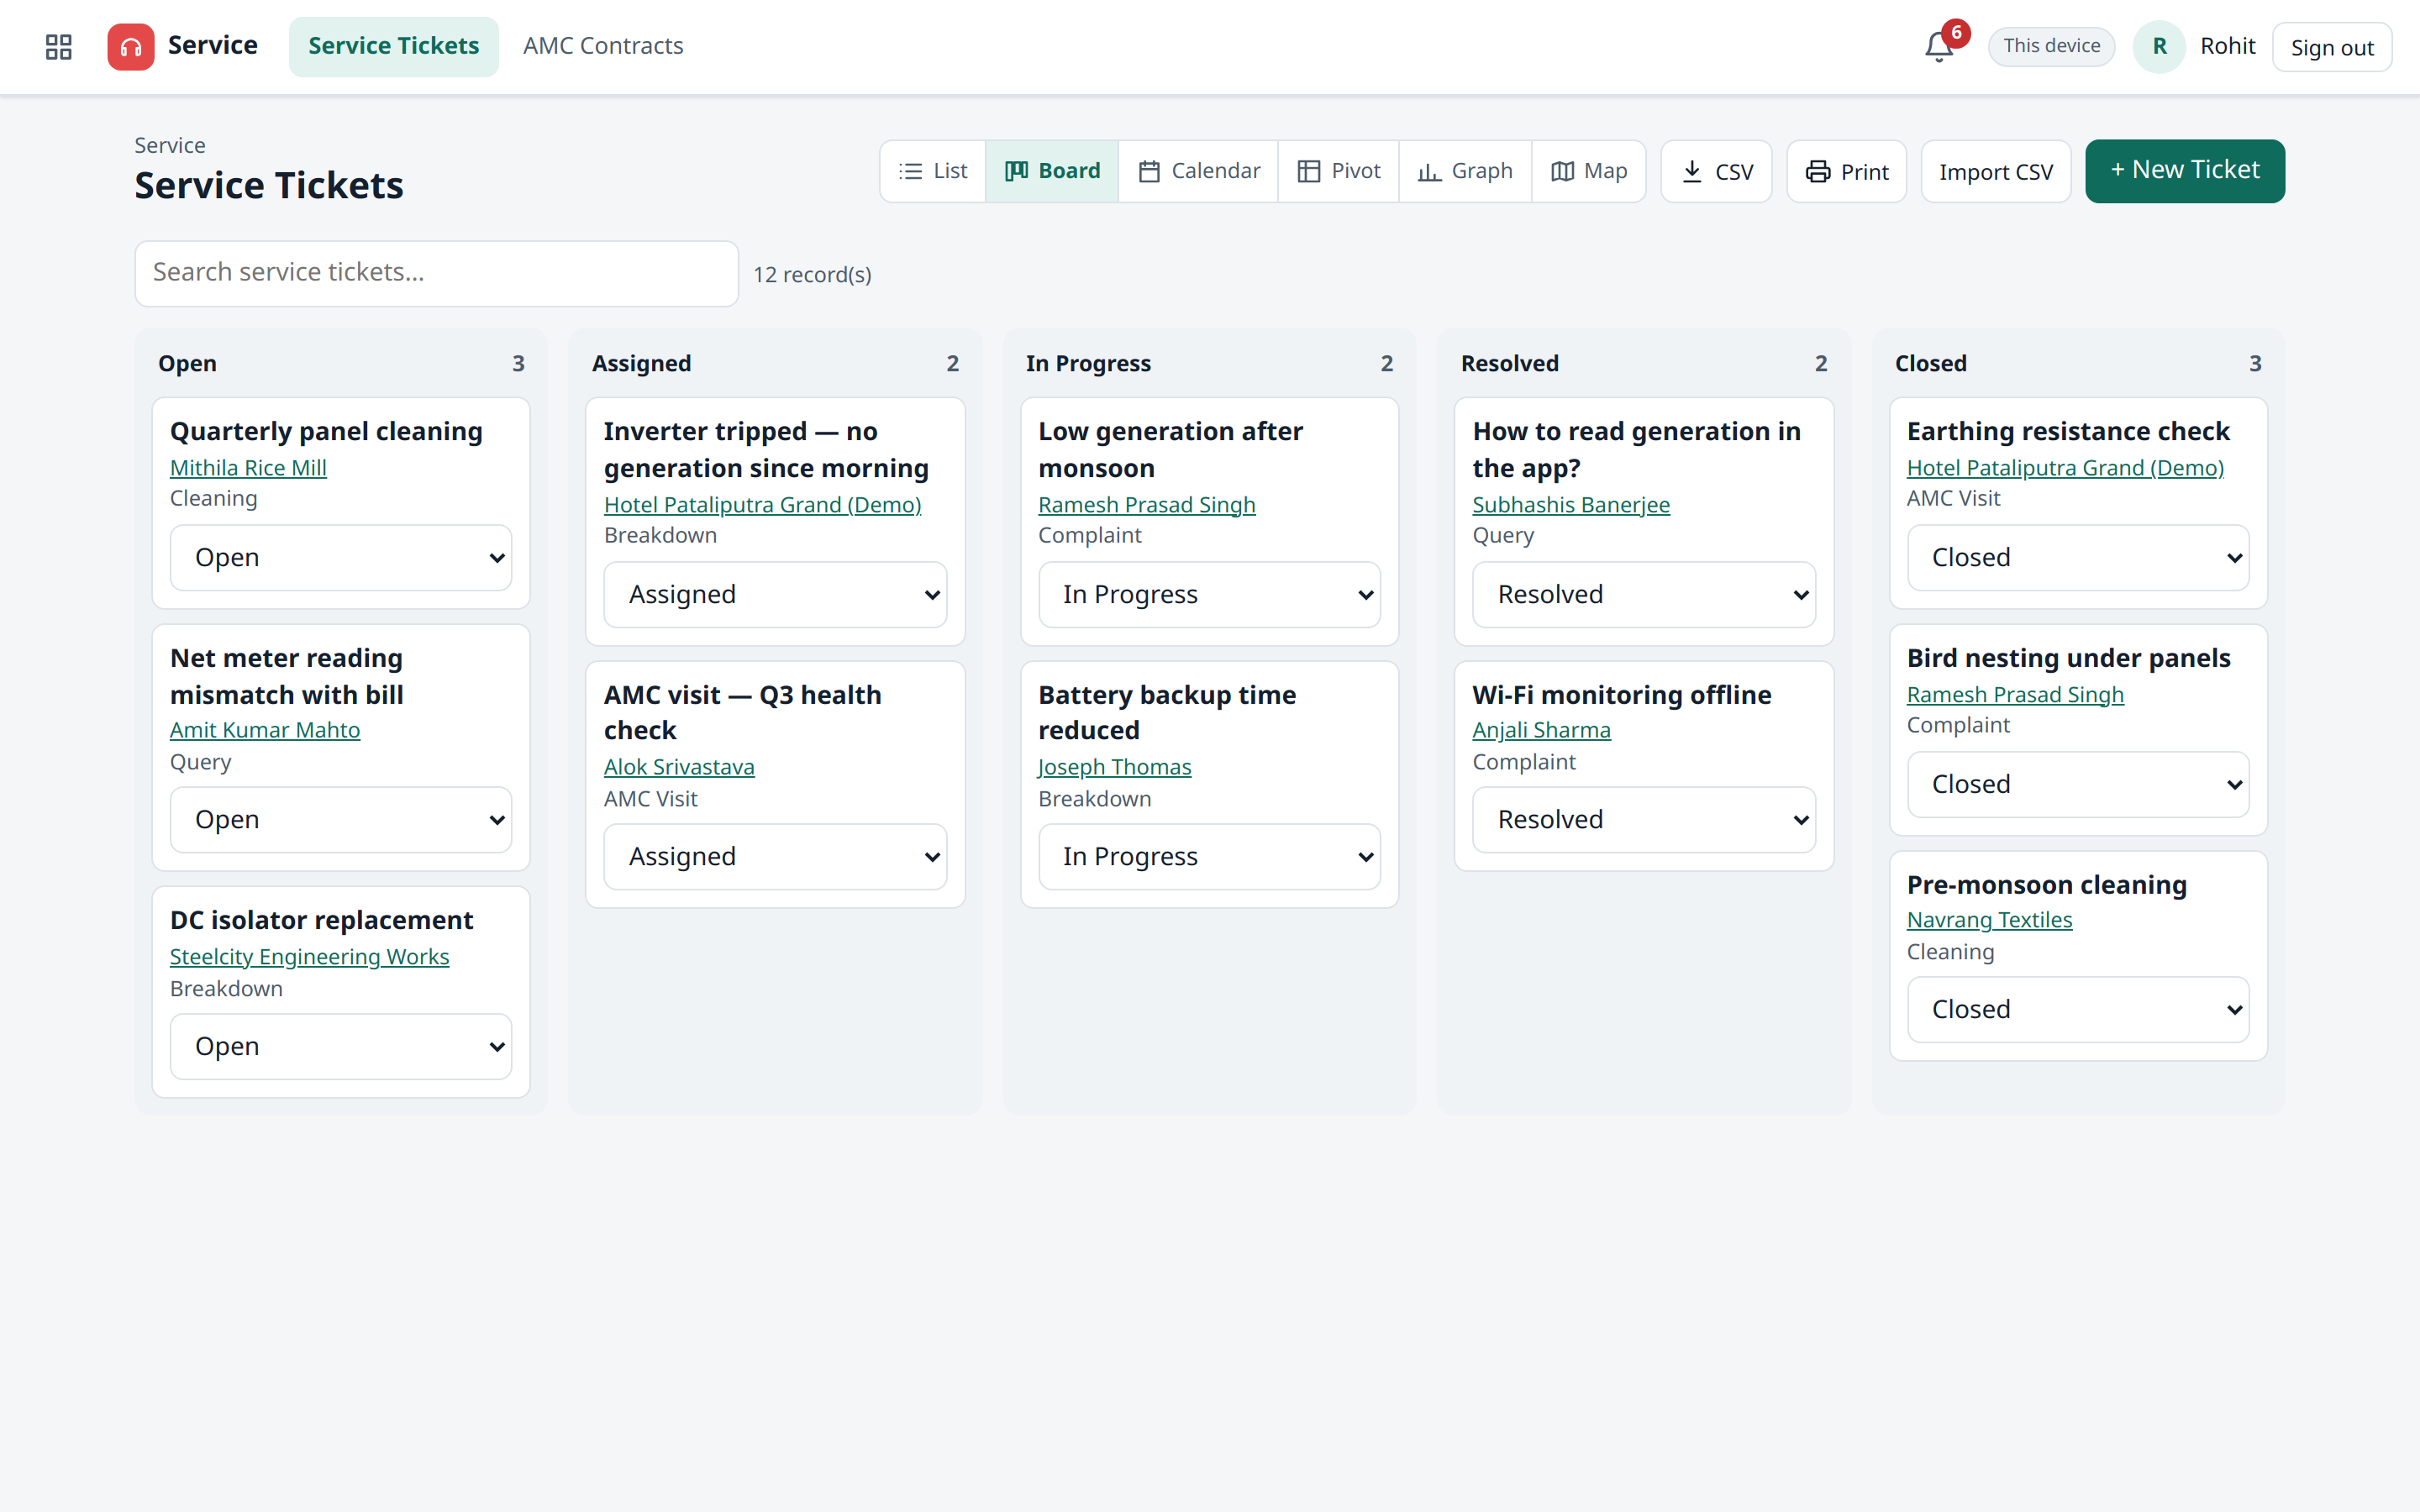 Service
Service Tickets
AMC Contracts
6
This device
R
Rohit
Sign out
Service
Service Tickets
List
Board
Calendar
Pivot
Graph
Map
CSV
Print
Import CSV
+ New Ticket
Search service tickets...
12 record(s)
Open 3
Quarterly panel cleaning
Mithila Rice Mill
Cleaning
Open
Net meter reading
mismatch with bill
Amit Kumar Mahto
Query
Open
DC isolator replacement
Steelcity Engineering Works
Breakdown
Open
Assigned 2
Inverter tripped — no
generation since morning
Hotel Pataliputra Grand (Demo)
Breakdown
Assigned
AMC visit — Q3 health
check
Alok Srivastava
AMC Visit
Assigned
In Progress 2
Low generation after
monsoon
Ramesh Prasad Singh
Complaint
In Progress
Battery backup time
reduced
Joseph Thomas
Breakdown
In Progress
Resolved 2
How to read generation in
the app?
Subhashis Banerjee
Query
Resolved
Wi-Fi monitoring offline
Anjali Sharma
Complaint
Resolved
Closed 3
Earthing resistance check
Hotel Pataliputra Grand (Demo)
AMC Visit
Closed
Bird nesting under panels
Ramesh Prasad Singh
Complaint
Closed
Pre-monsoon cleaning
Navrang Textiles
Cleaning
Closed